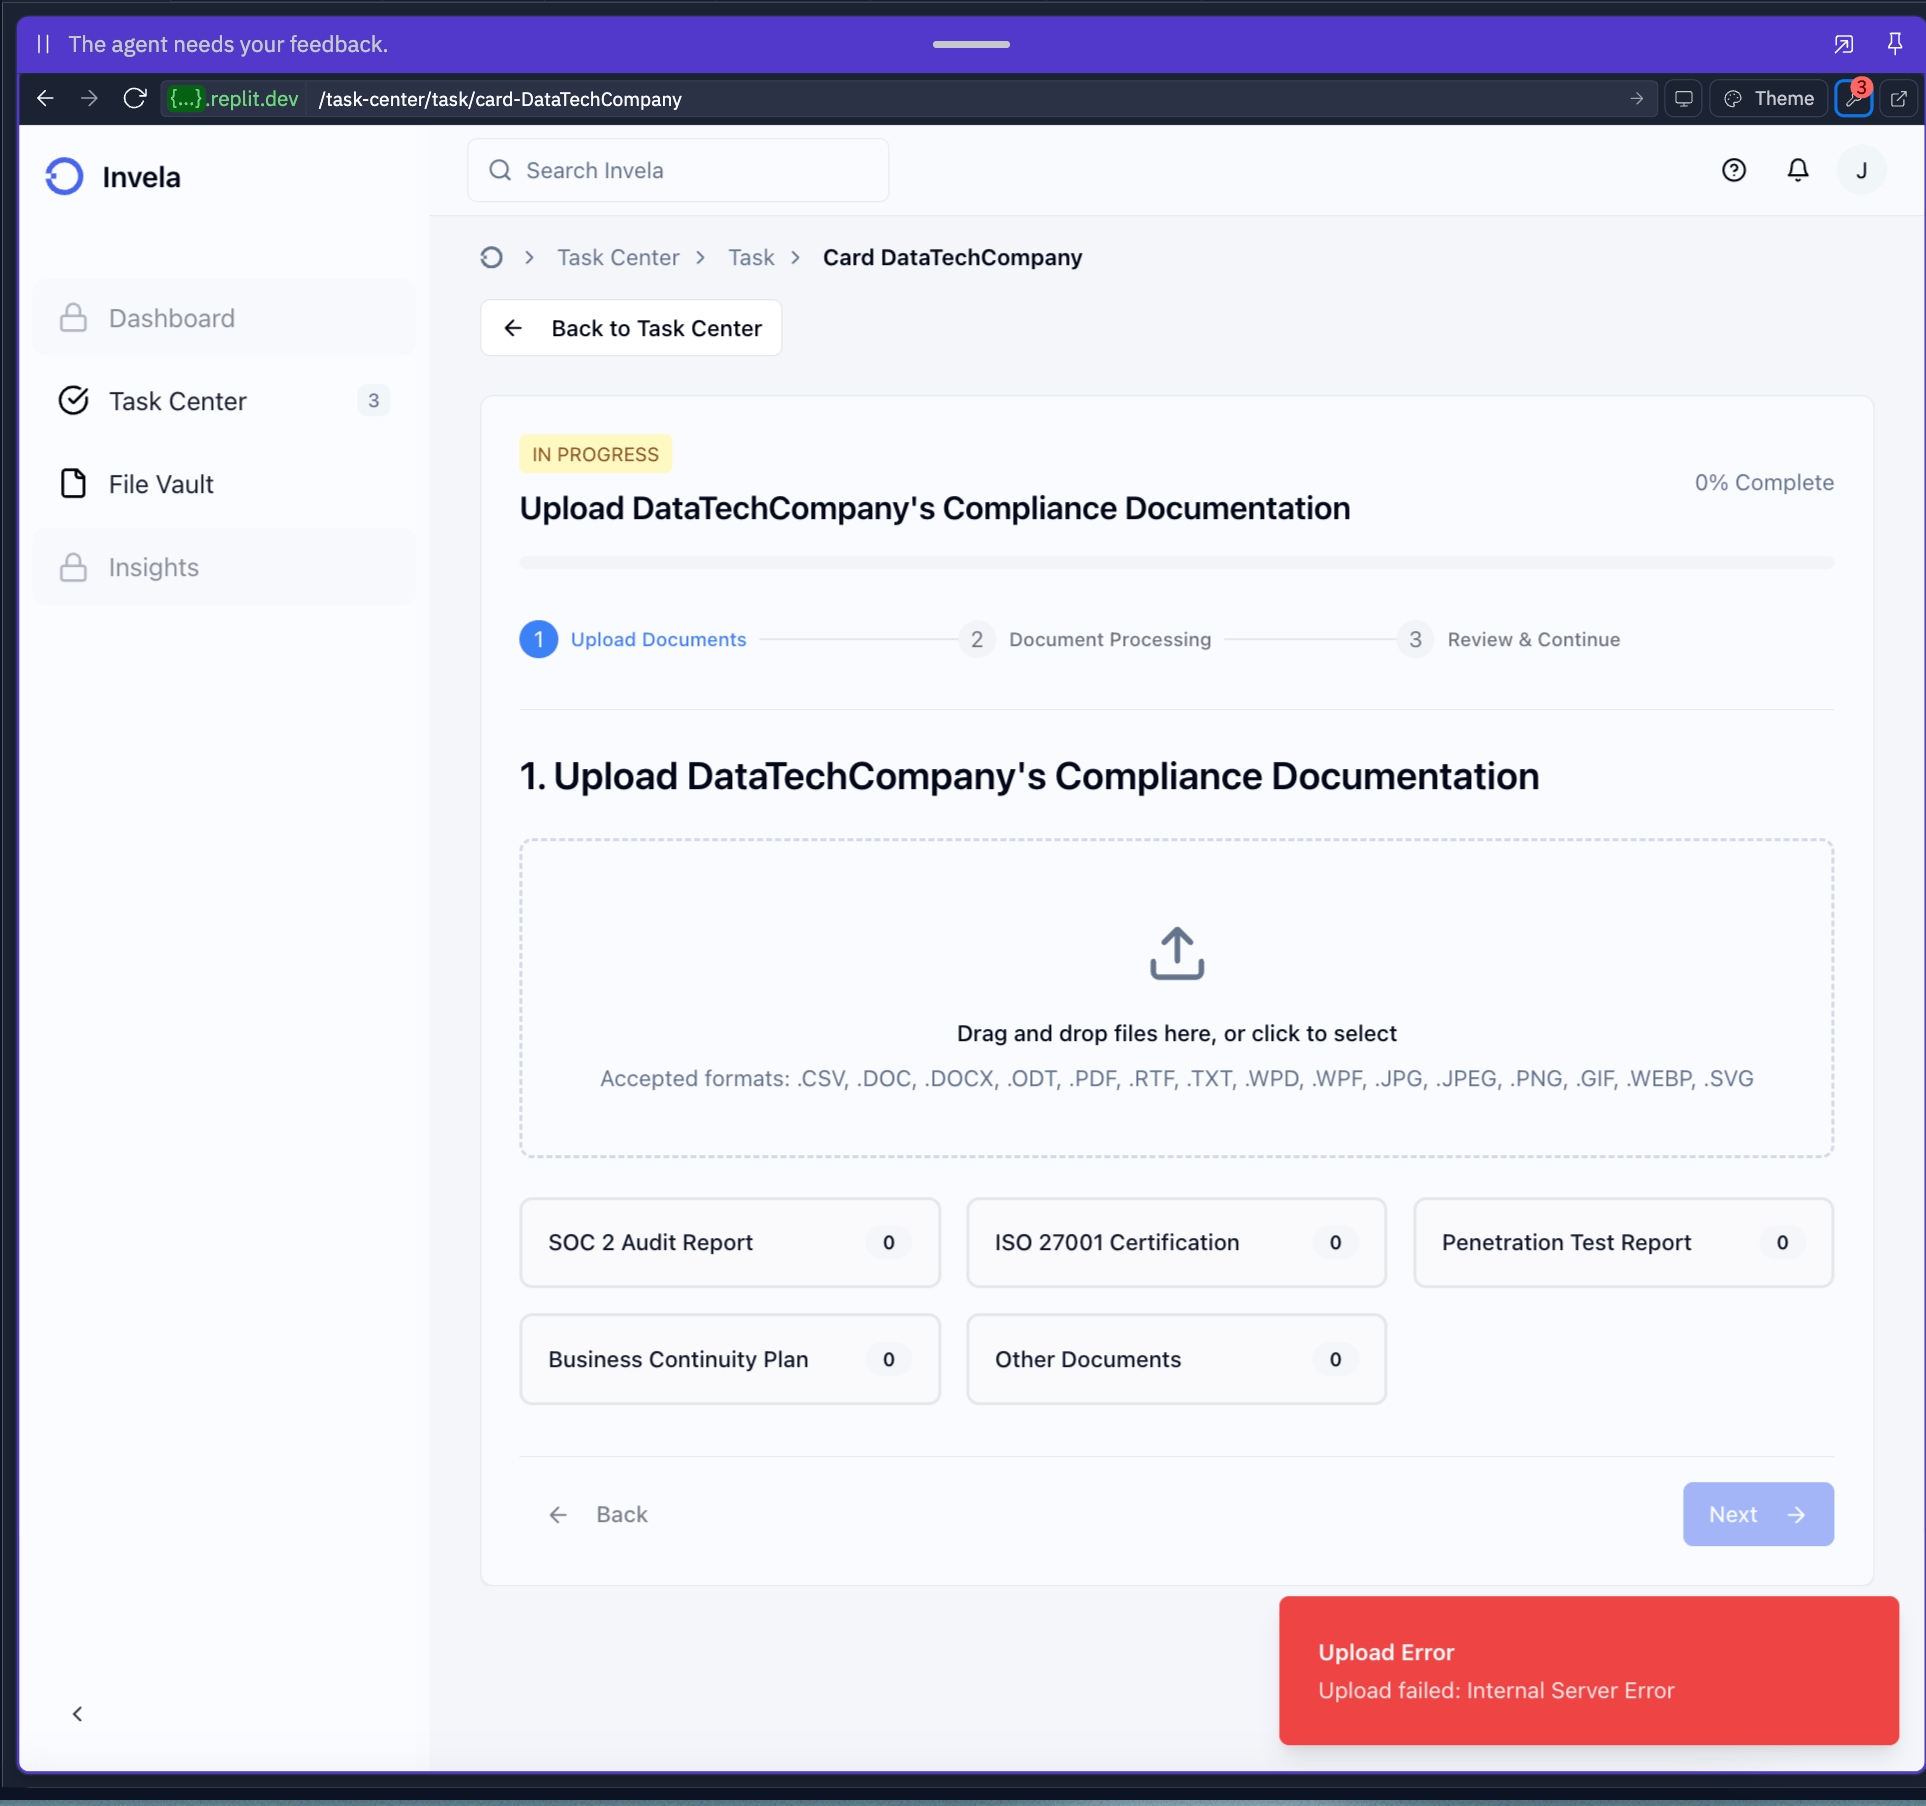 The agent needs your feedback.
{...}.replit.dev /task-center/task/card-DataTechCompany
Theme
3
Invela
Search Invela
J
Task Center
Task
Card DataTechCompany
Back to Task Center
Dashboard
Task Center 3
File Vault
Insights
IN PROGRESS
0% Complete
Upload DataTechCompany's Compliance Documentation
1 Upload Documents
2 Document Processing
3 Review & Continue
1. Upload DataTechCompany's Compliance Documentation
Drag and drop files here, or click to select
Accepted formats: .CSV, .DOC, .DOCX, .ODT, .PDF, .RTF, .TXT, .WPD, .WPF, .JPG, .JPEG, .PNG, .GIF, .WEBP, .SVG
SOC 2 Audit Report 0
ISO 27001 Certification 0
Penetration Test Report 0
Business Continuity Plan 0
Other Documents 0
Back
Next
Upload Error
Upload failed: Internal Server Error